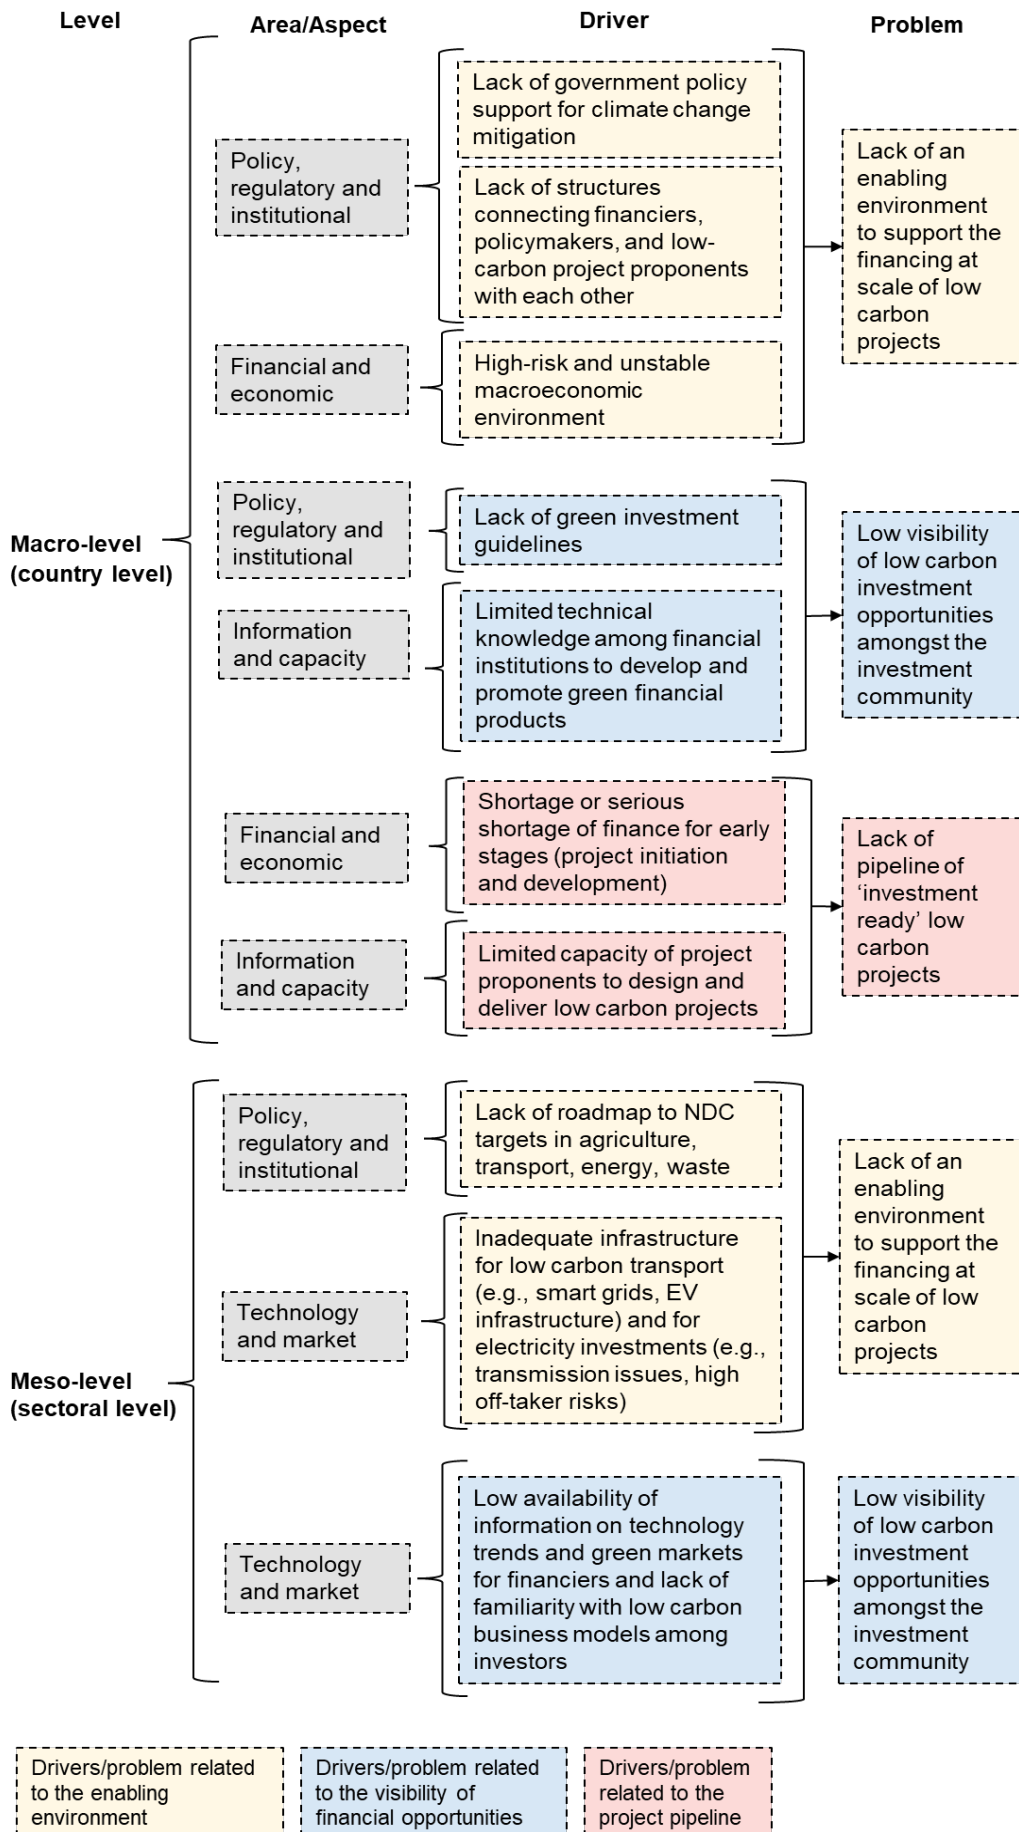 Level
Area/Aspect
Driver
Problem
Macro-level
(country level)
Policy,
regulatory and
institutional
Lack of government policy
support for climate change
mitigation
Lack of structures
connecting financiers,
policymakers, and low-
carbon project proponents
with each other
Financial and
economic
High-risk and unstable
macroeconomic
environment
Lack of an
enabling
environment
to support the
financing at
scale of low
carbon
projects
Policy,
regulatory and
institutional
Lack of green investment
guidelines
Information
and capacity
Limited technical
knowledge among financial
institutions to develop and
promote green financial
products
Low visibility
of low carbon
investment
opportunities
amongst the
investment
community
Financial and
economic
Shortage or serious
shortage of finance for early
stages (project initiation
and development)
Information
and capacity
Limited capacity of project
proponents to design and
deliver low carbon projects
Lack of
pipeline of
‘investment
ready’ low
carbon
projects
Meso-level
(sectoral level)
Policy,
regulatory and
institutional
Lack of roadmap to NDC
targets in agriculture,
transport, energy, waste
Technology
and market
Inadequate infrastructure
for low carbon transport
(e.g., smart grids, EV
infrastructure) and for
electricity investments (e.g.,
transmission issues, high
off-taker risks)
Lack of an
enabling
environment
to support the
financing at
scale of low
carbon
projects
Technology
and market
Low availability of
information on technology
trends and green markets
for financiers and lack of
familiarity with low carbon
business models among
investors
Low visibility
of low carbon
investment
opportunities
amongst the
investment
community
Drivers/problem related
to the enabling
environment
Drivers/problem related
to the visibility of
financial opportunities
Drivers/problem
related to the
project pipeline